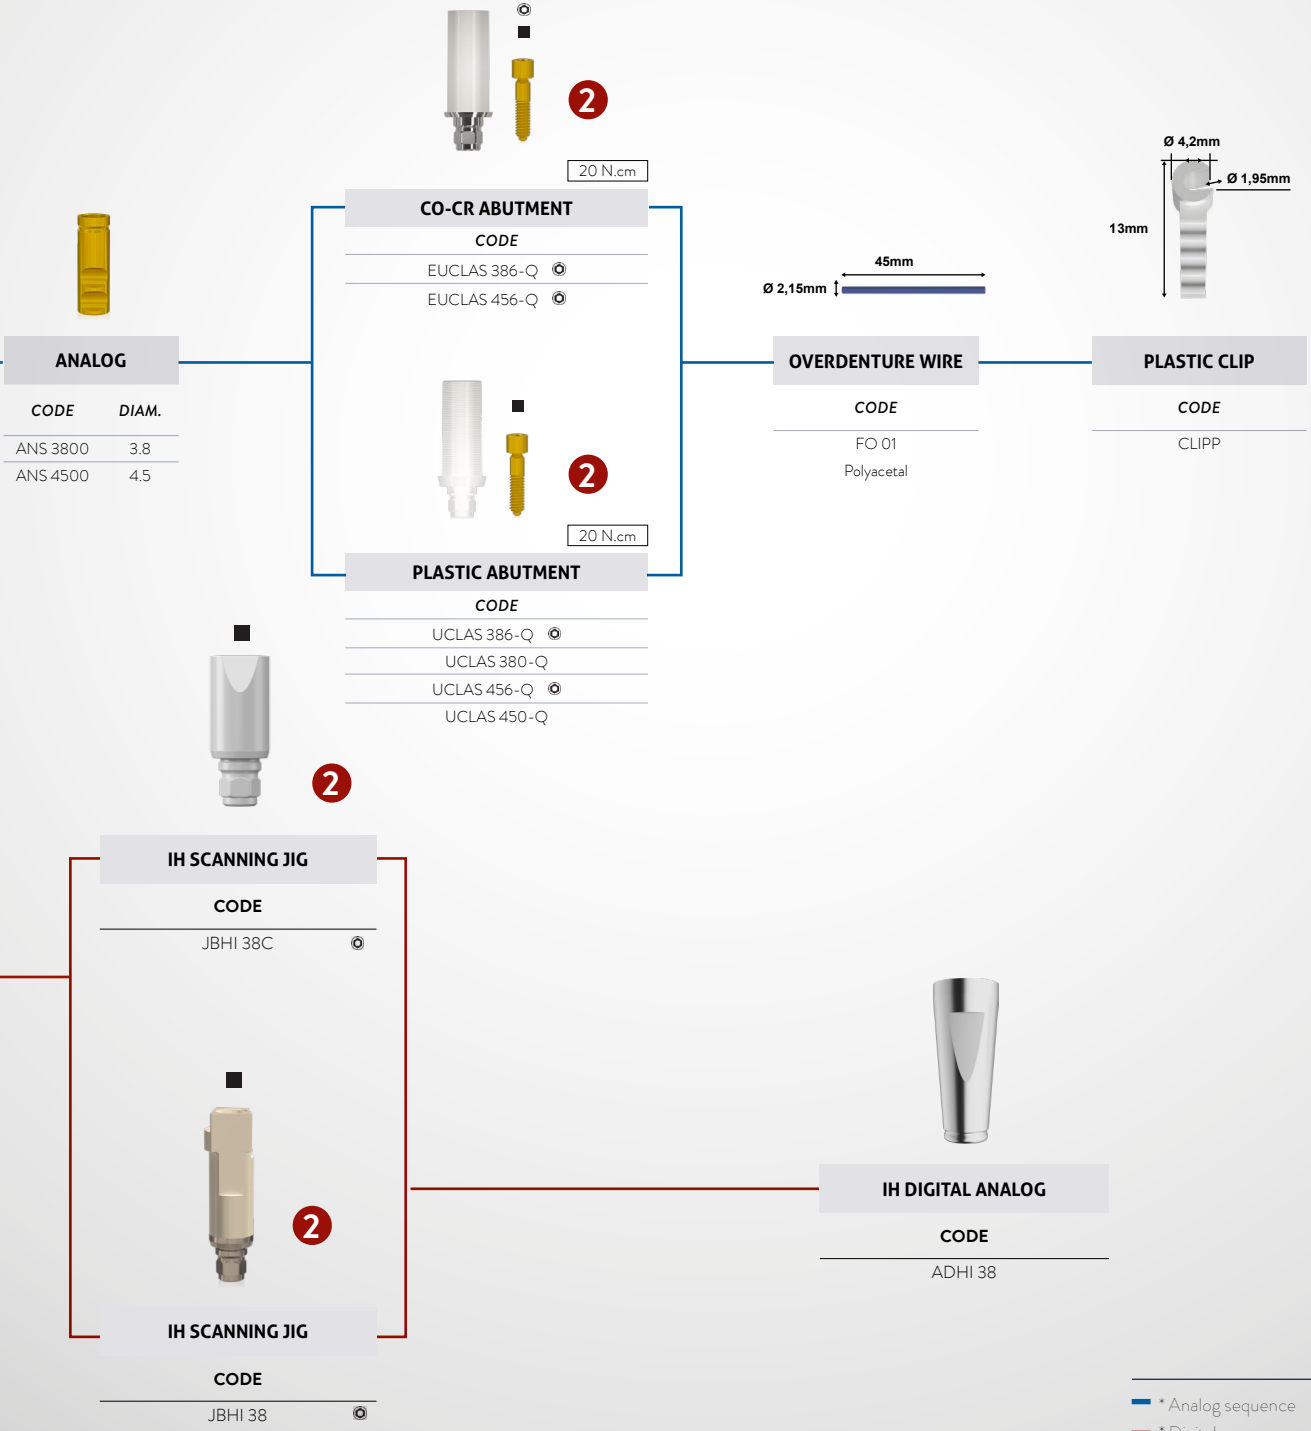 2
20 N.cm
CO-CR ABUTMENT
CODE
EUCLAS 386-Q
EUCLAS 456-Q
ANALOG
CODE DIAM.
ANS 3800 3.8
ANS 4500 4.5
2
20 N.cm
PLASTIC ABUTMENT
CODE
UCLAS 386-Q
UCLAS 380-Q
UCLAS 456-Q
UCLAS 450-Q
45mm
Ø 2,15mm
OVERDENTURE WIRE
CODE
FO 01
Polyacetal
Ø 4,2mm
Ø 1,95mm
13mm
PLASTIC CLIP
CODE
CLIPP
2
IH SCANNING JIG
CODE
JBHI 38C
2
IH SCANNING JIG
CODE
JBHI 38
IH DIGITAL ANALOG
CODE
ADHI 38
* Analog sequence